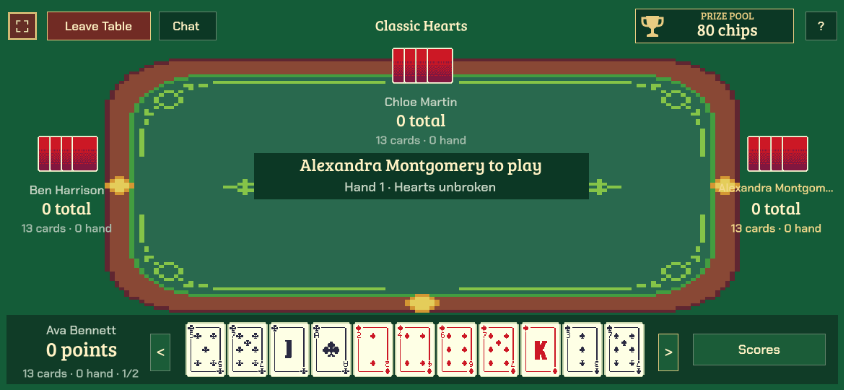 Leave Table
Chat
Classic Hearts
PRIZE POOL
80 chips
?
Chloe Martin
0 total
13 cards · 0 hand
Alexandra Montgomery to play
Hand 1 · Hearts unbroken
Ben Harrison
0 total
13 cards · 0 hand
Alexandra Montgom...
0 total
13 cards · 0 hand
Ava Bennett
0 points
13 cards · 0 hand · 1/2
<
J
K
>
Scores